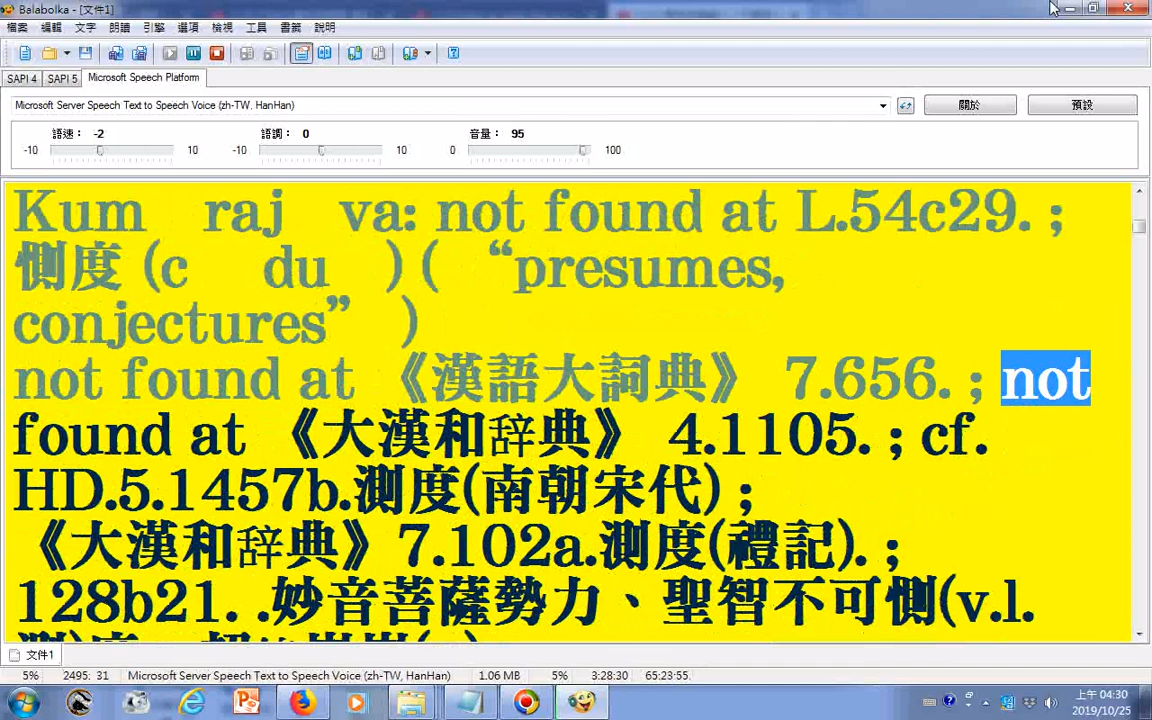 Balabolka - [文件1]
檔案 編輯 文字 朗讀 引擎 選項 檢視 工具 書籤 說明
SAPI 4 SAPI 5 Microsoft Speech Platform
Microsoft Server Speech Text to Speech Voice (zh-TW, HanHan) 關於 預設
語速： -2 語調： 0 音量： 95
-10 10 -10 10 0 100
Kum raj va: not found at L.54c29. ;
惻度 (c du ) ( “presumes,
conjectures” )
not found at 《漢語大詞典》 7.656. ; not
found at 《大漢和辞典》 4.1105. ; cf.
HD.5.1457b.測度(南朝宋代) ;
《大漢和辞典》 7.102a.測度(禮記). ;
128b21. .妙音菩薩勢力、聖智不可惻(v.l.
文件1
5% 2495: 31 Microsoft Server Speech Text to Speech Voice (zh-TW, HanHan) 1.06 MB 5% 3:28:30 65:23:55.
上午 04:30
2019/10/25